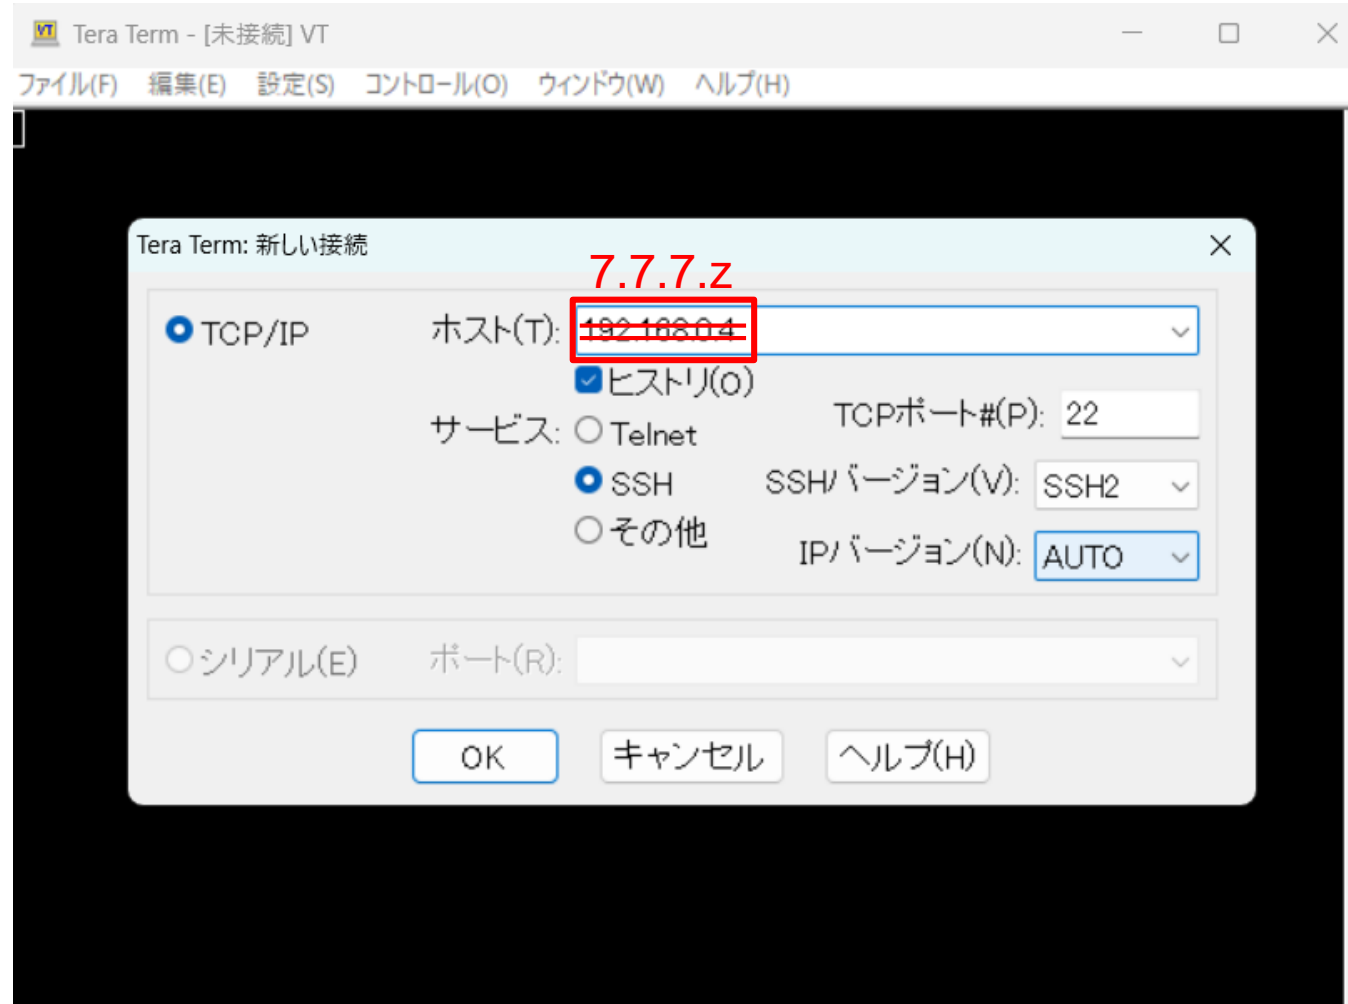 VT Tera Term - [未接続] VT
ファイル(F) 編集(E) 設定(S) コントロール(O) ウィンドウ(W) ヘルプ(H)
Tera Term: 新しい接続
7.7.7.z
TCP/IP ホスト(T): 192.168.0.4
ヒストリ(O)
サービス: Telnet TCPポート#(P): 22
SSH SSHバージョン(V): SSH2
その他 IPバージョン(N): AUTO
シリアル(E) ポート(R):
OK キャンセル ヘルプ(H)